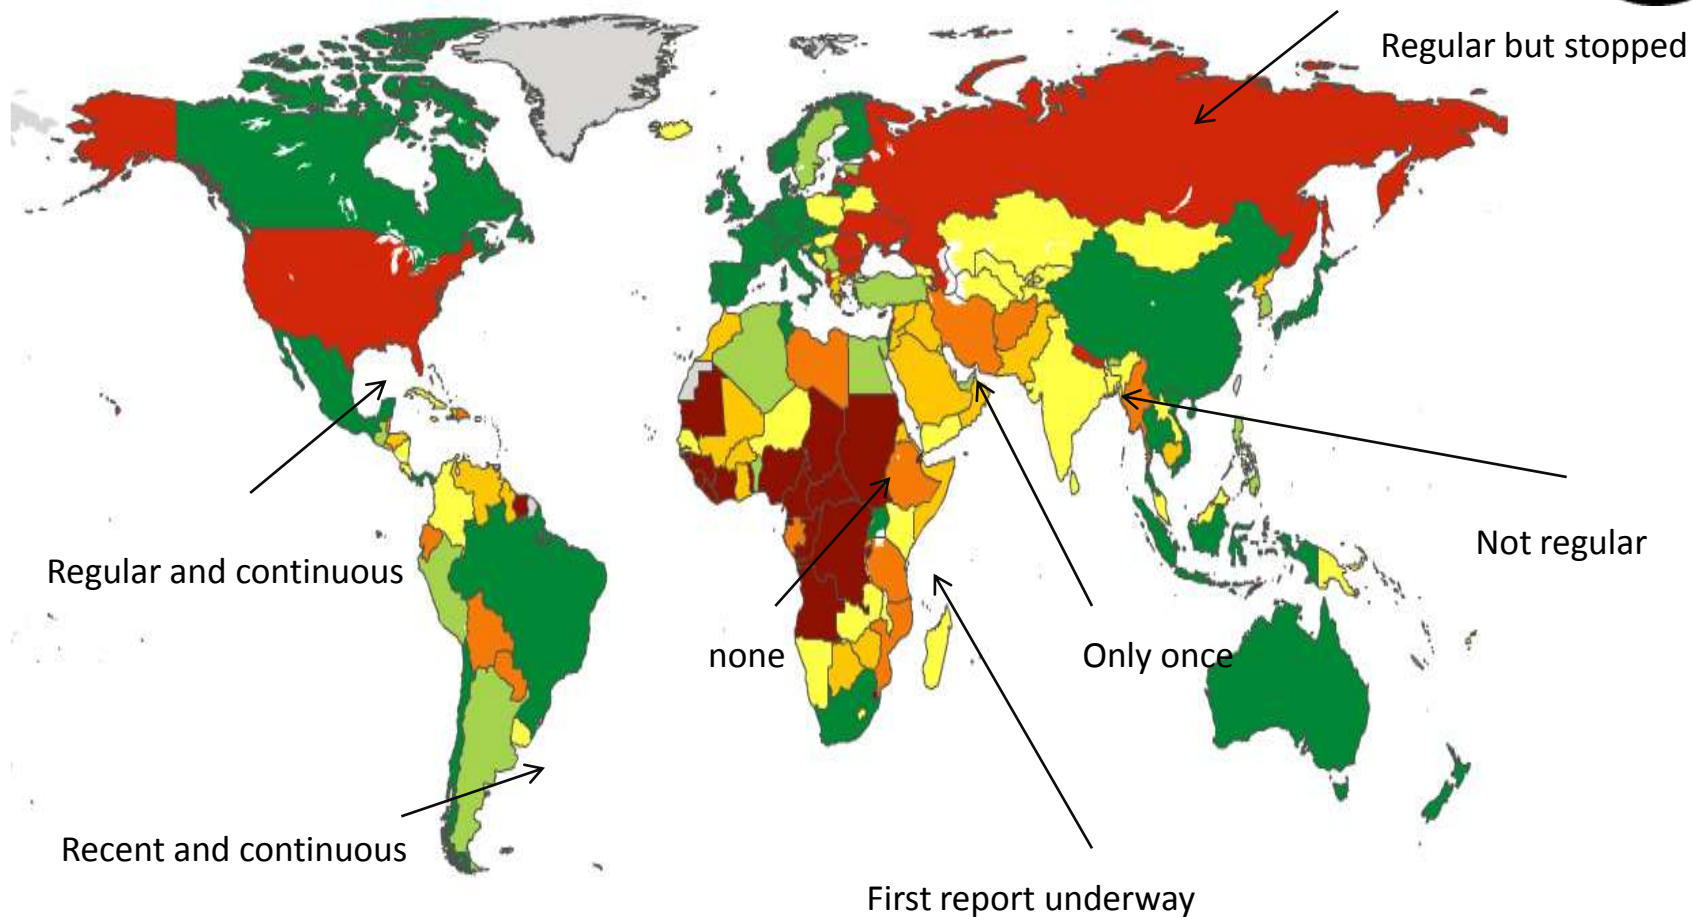 Regular but stopped
Not regular
Regular and continuous
none
Only once
Recent and continuous
First report underway